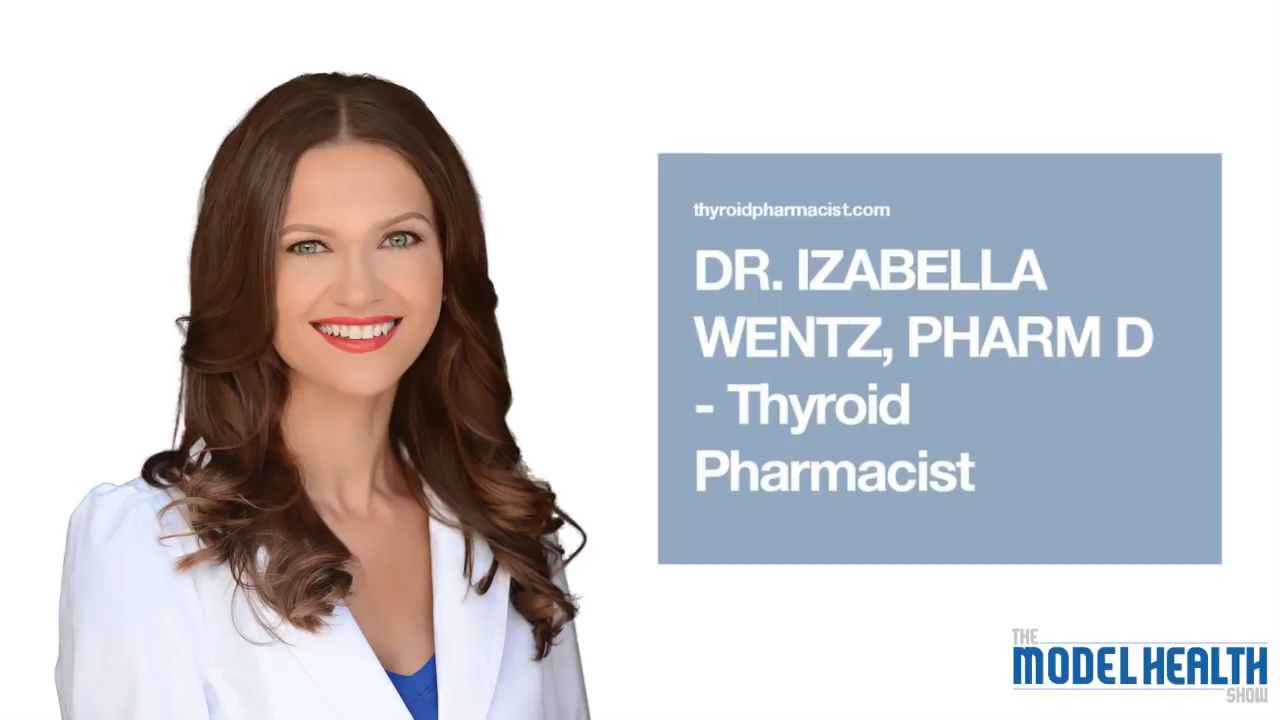 thyroidpharmacist.com
DR. IZABELLA
WENTZ, PHARM D
- Thyroid
Pharmacist
THE
MODEL HEALTH
SHOW